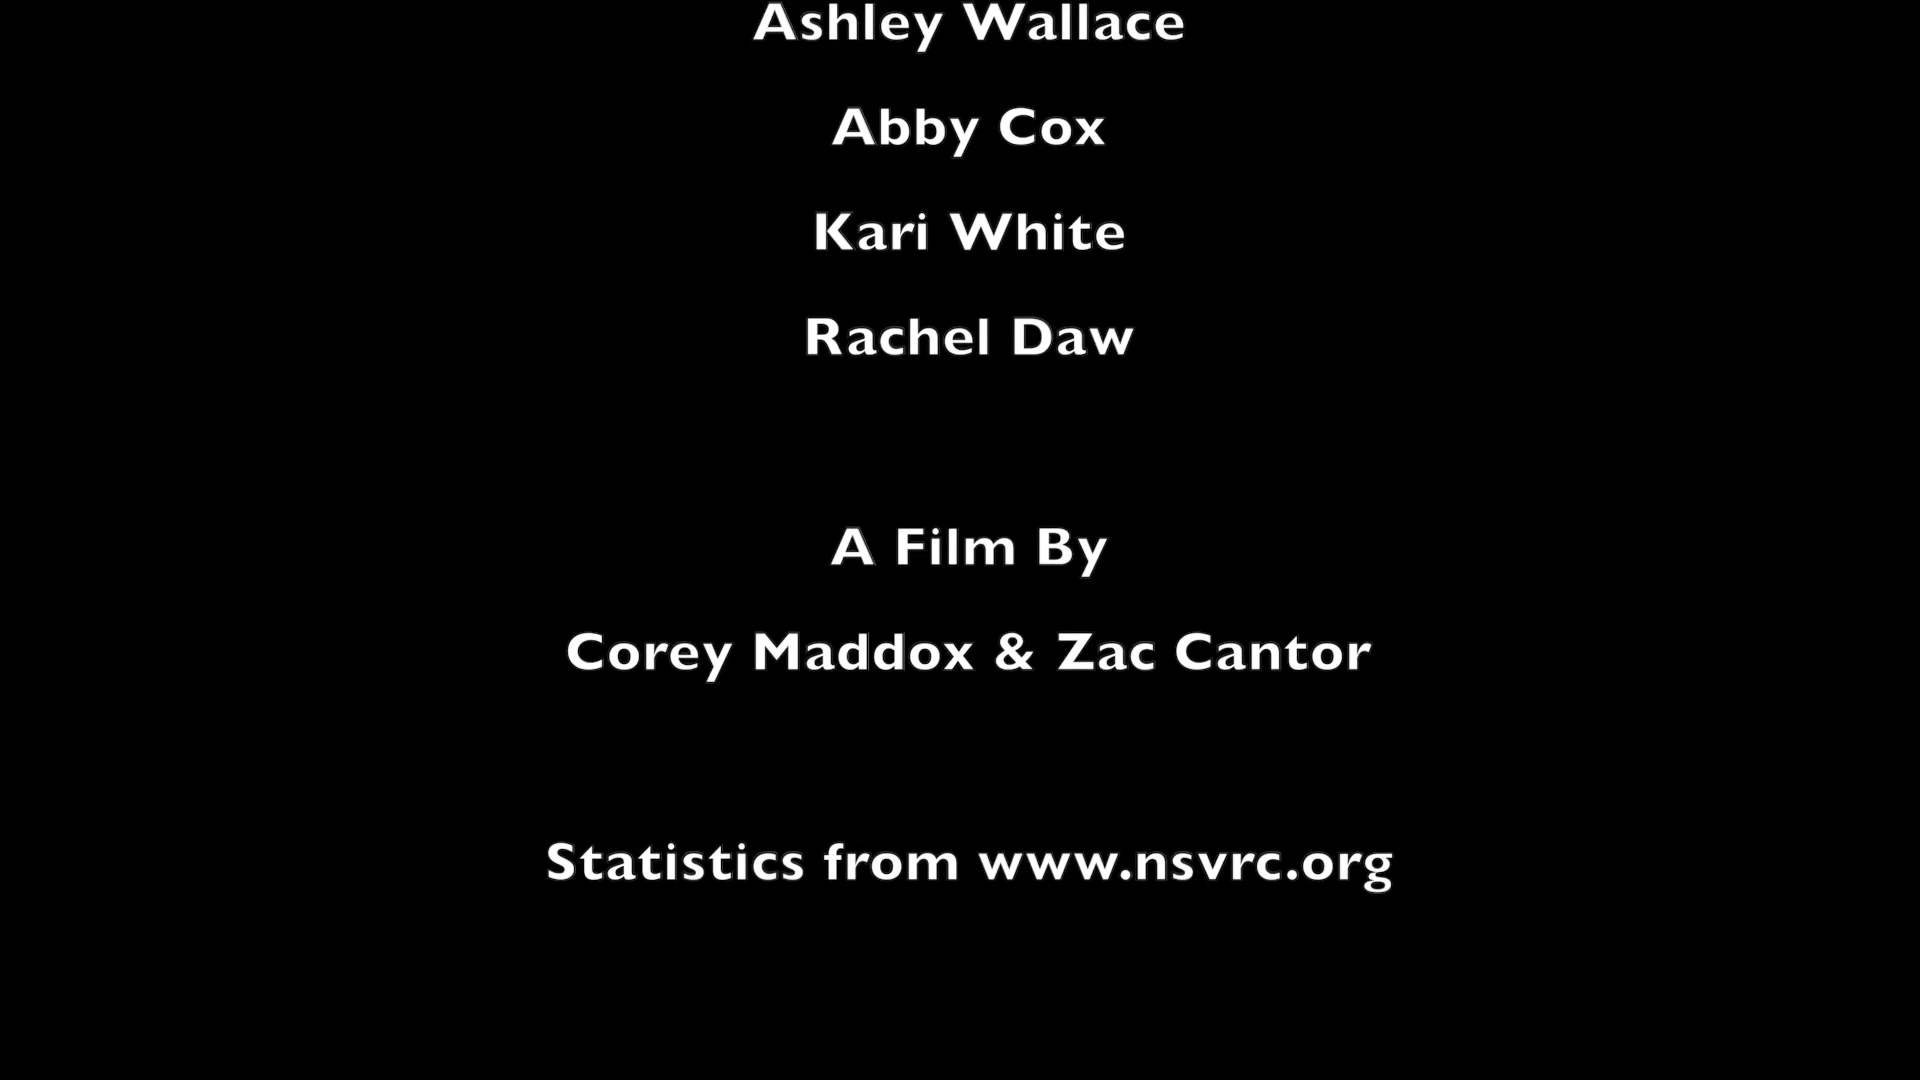 Ashley Wallace
Abby Cox
Kari White
Rachel Daw
A Film By
Corey Maddox & Zac Cantor
Statistics from www.nsvrc.org